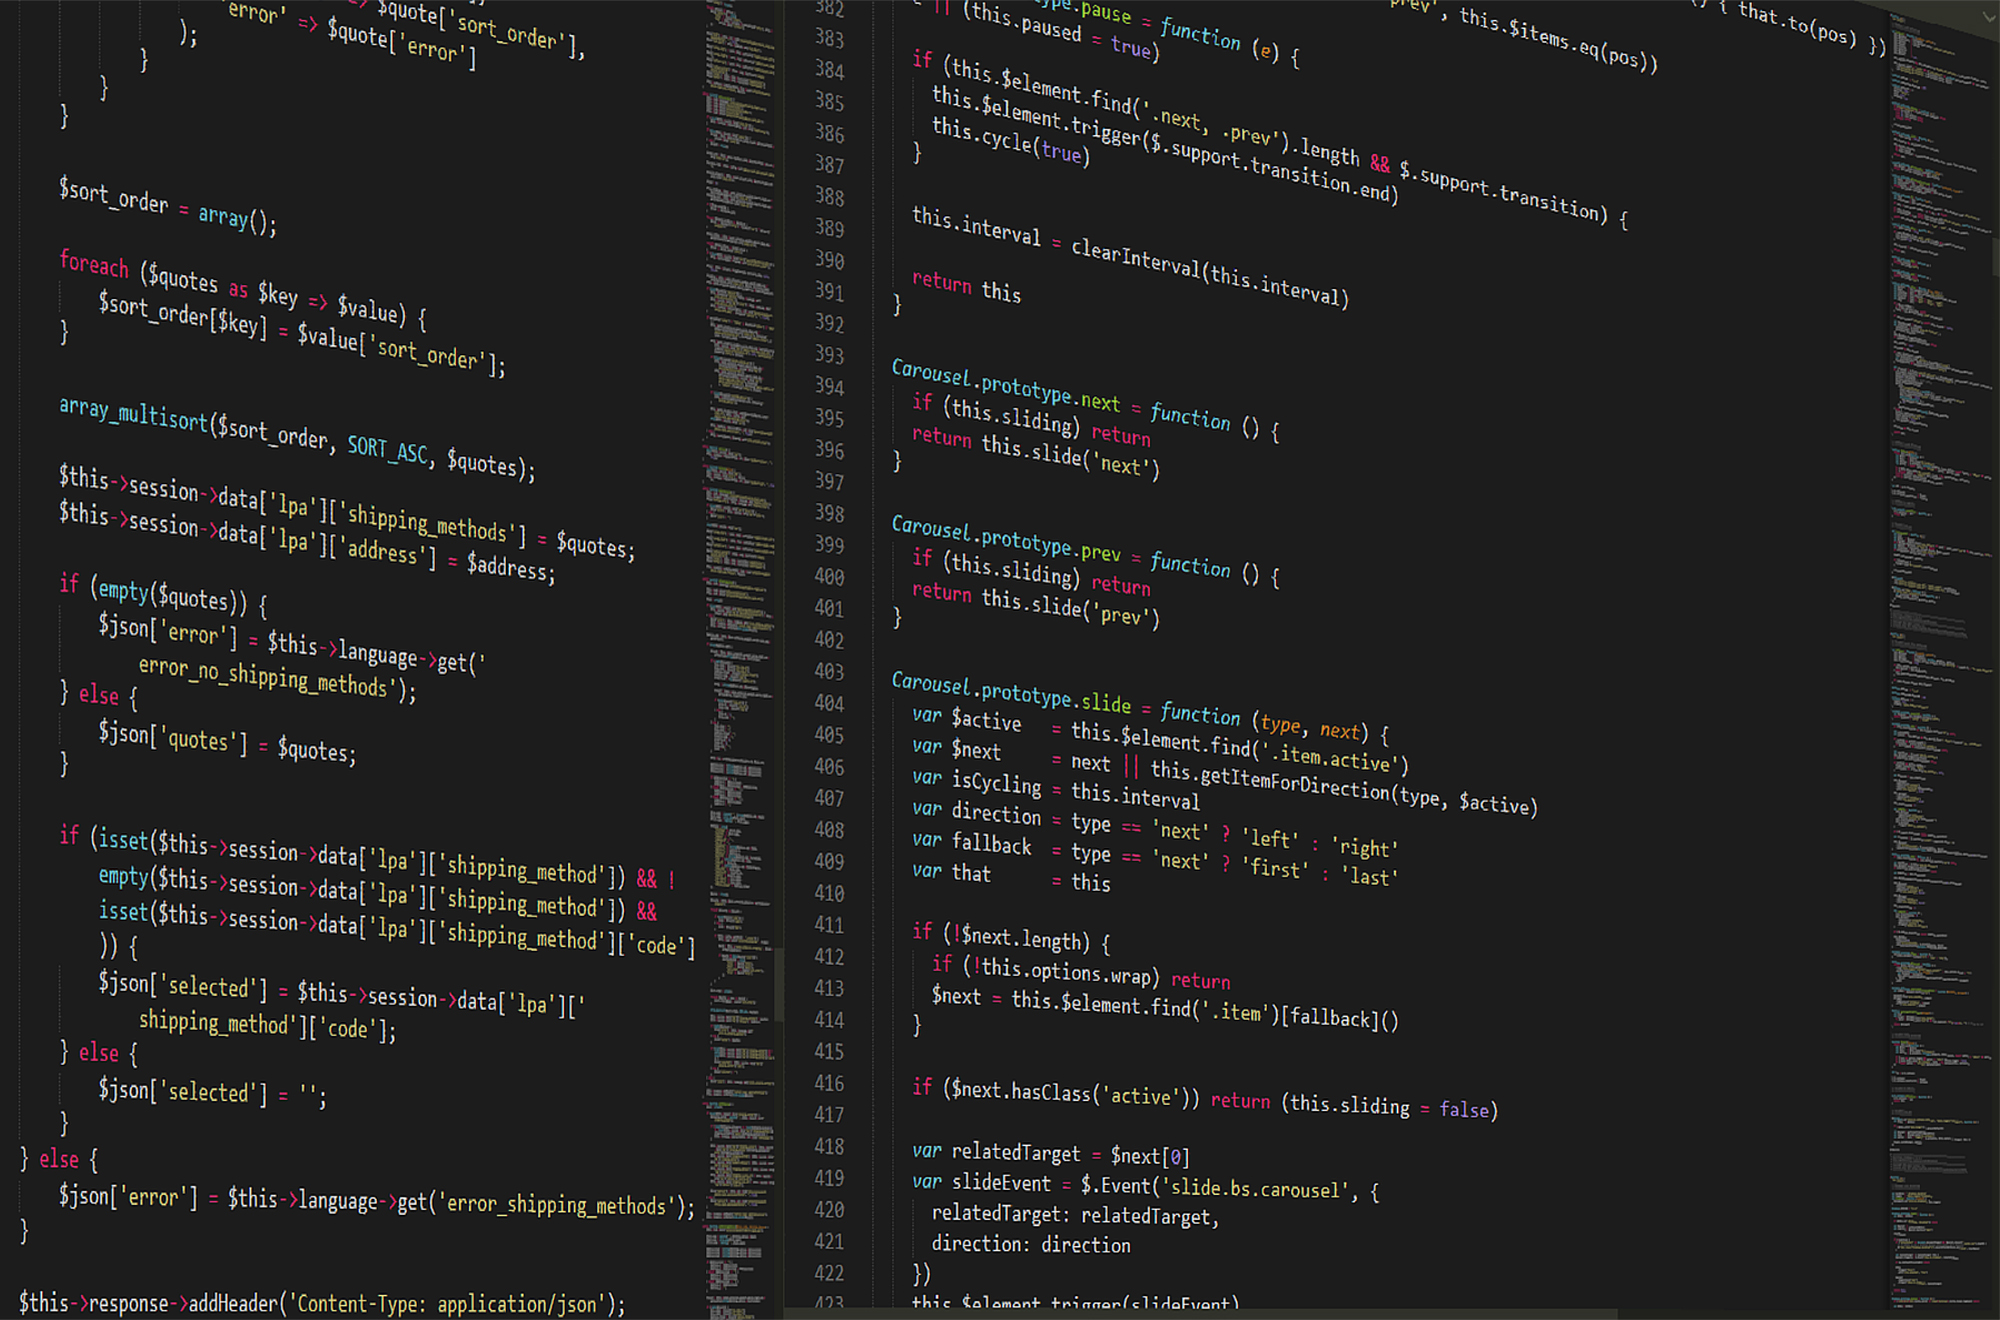 => $quote['sort_order'],
'error' => $quote['error']
);
}
}
}
$sort_order = array();
foreach ($quotes as $key => $value) {
$sort_order[$key] = $value['sort_order'];
}
array_multisort($sort_order, SORT_ASC, $quotes);
$this->session->data['lpa']['shipping_methods'] = $quotes;
$this->session->data['lpa']['address'] = $address;
if (empty($quotes)) {
$json['error'] = $this->language->get('
error_no_shipping_methods');
} else {
$json['quotes'] = $quotes;
}
if (isset($this->session->data['lpa']['shipping_method']) && !
empty($this->session->data['lpa']['shipping_method']) &&
isset($this->session->data['lpa']['shipping_method']['code']
)) {
$json['selected'] = $this->session->data['lpa']['
shipping_method']['code'];
} else {
$json['selected'] = '';
}
} else {
$json['error'] = $this->language->get('error_shipping_methods');
}
$this->response->addHeader('Content-Type: application/json');
prev', this.$items.eq(pos))
() { that.to(pos) })
382
.pause = function (e) {
383 || (this.paused = true)
384
385 if (this.$element.find('.next, .prev').length && $.support.transition) {
386 this.$element.trigger($.support.transition.end)
387 this.cycle(true)
388 }
389
390 this.interval = clearInterval(this.interval)
391
392 return this
393 }
394
395 Carousel.prototype.next = function () {
396 if (this.sliding) return
397 return this.slide('next')
398 }
399
400 Carousel.prototype.prev = function () {
401 if (this.sliding) return
402 return this.slide('prev')
403 }
404
405 Carousel.prototype.slide = function (type, next) {
406 var $active = this.$element.find('.item.active')
407 var $next = next || this.getItemForDirection(type, $active)
408 var isCycling = this.interval
409 var direction = type == 'next' ? 'left' : 'right'
410 var fallback = type == 'next' ? 'first' : 'last'
411 var that = this
412
413 if (!$next.length) {
414 if (!this.options.wrap) return
415 $next = this.$element.find('.item')[fallback]()
416 }
417
418 if ($next.hasClass('active')) return (this.sliding = false)
419
420 var relatedTarget = $next[0]
421 var slideEvent = $.Event('slide.bs.carousel', {
422 relatedTarget: relatedTarget,
423 direction: direction
})
this.$element.trigger(slideEvent)